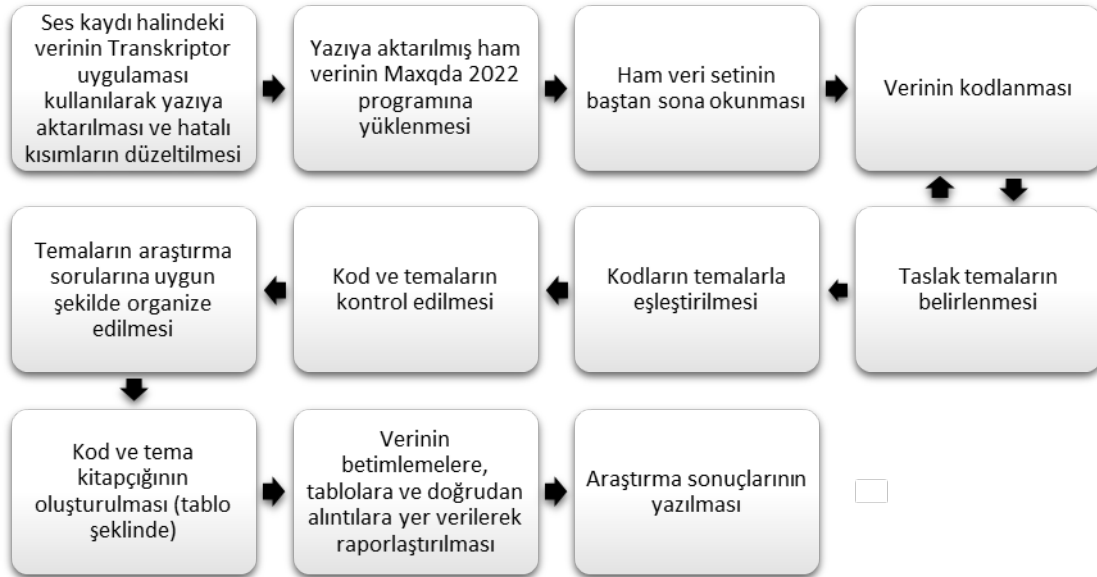 Ses kaydı halindeki
verinin Transkriptor
uygulaması
kullanılarak yazıya
aktarılması ve hatalı
kısımların düzeltilmesi
Yazıya aktarılmış ham
verinin Maxqda 2022
programına
yüklenmesi
Ham veri setinin
baştan sona okunması
Verinin kodlanması
Taslak temaların
belirlenmesi
Kodların temalarla
eşleştirilmesi
Kod ve temaların
kontrol edilmesi
Temaların araştırma
sorularına uygun
şekilde organize
edilmesi
Kod ve tema
kitapçığının
oluşturulması (tablo
şeklinde)
Verinin
betimlemelere,
tablolara ve doğrudan
alıntılara yer verilerek
raporlaştırılması
Araştırma sonuçlarının
yazılması